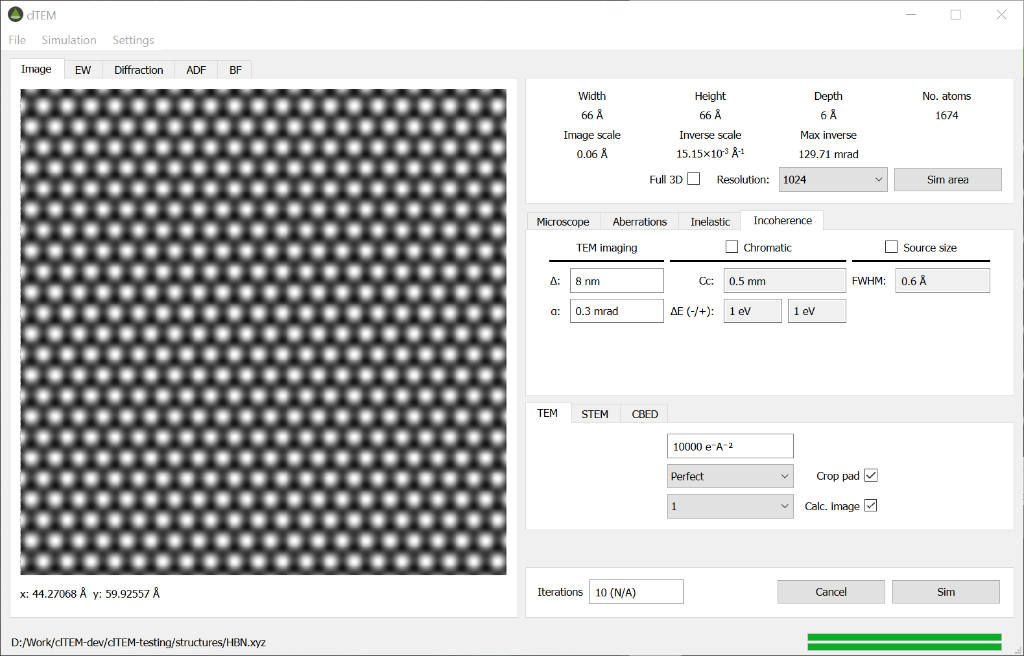 clTEM
File Simulation Settings
Image EW Diffraction ADF BF
Width Height Depth No. atoms
66 Å 66 Å 6 Å 1674
Image scale Inverse scale Max inverse
0.06 Å 15.15×10⁻³ Å⁻¹ 129.71 mrad
Full 3D Resolution: 1024 Sim area
Microscope Aberrations Inelastic Incoherence
TEM imaging Chromatic Source size
Δ: 8 nm Cc: 0.5 mm FWHM: 0.6 Å
α: 0.3 mrad ΔE (-/+): 1 eV 1 eV
TEM STEM CBED
10000 e⁻A⁻²
Perfect Crop pad
1 Calc. image
x: 44.27068 Å y: 59.92557 Å
Iterations 10 (N/A) Cancel Sim
D:/Work/clTEM-dev/clTEM-testing/structures/HBN.xyz